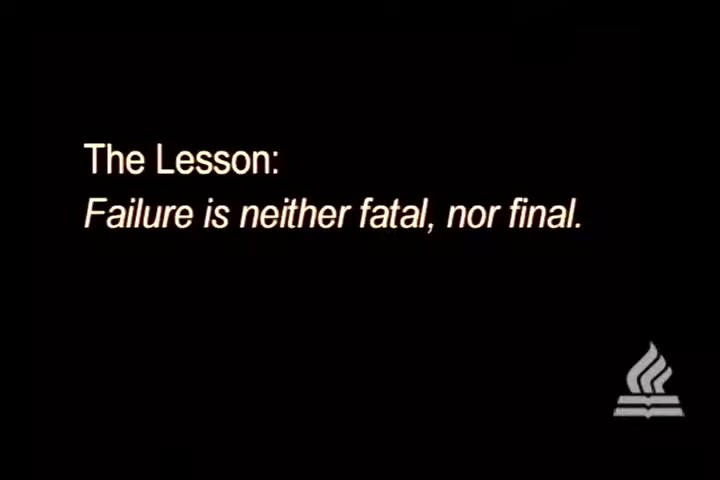 The Lesson:
Failure is neither fatal, nor final.